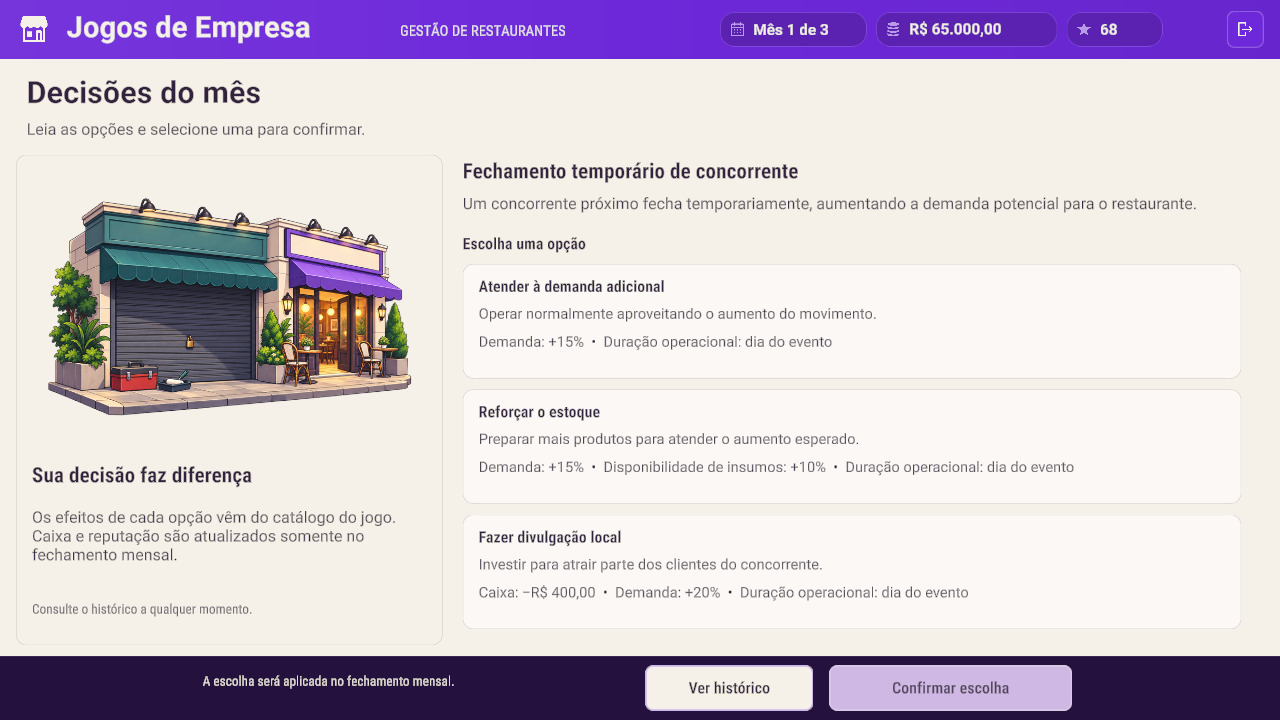 Jogos de Empresa
GESTÃO DE RESTAURANTES
Mês 1 de 3
R$ 65.000,00
68
Decisões do mês
Leia as opções e selecione uma para confirmar.
Sua decisão faz diferença
Os efeitos de cada opção vêm do catálogo do jogo.
Caixa e reputação são atualizados somente no
fechamento mensal.
Consulte o histórico a qualquer momento.
Fechamento temporário de concorrente
Um concorrente próximo fecha temporariamente, aumentando a demanda potencial para o restaurante.
Escolha uma opção
Atender à demanda adicional
Operar normalmente aproveitando o aumento do movimento.
Demanda: +15% • Duração operacional: dia do evento
Reforçar o estoque
Preparar mais produtos para atender o aumento esperado.
Demanda: +15% • Disponibilidade de insumos: +10% • Duração operacional: dia do evento
Fazer divulgação local
Investir para atrair parte dos clientes do concorrente.
Caixa: −R$ 400,00 • Demanda: +20% • Duração operacional: dia do evento
A escolha será aplicada no fechamento mensal.
Ver histórico
Confirmar escolha